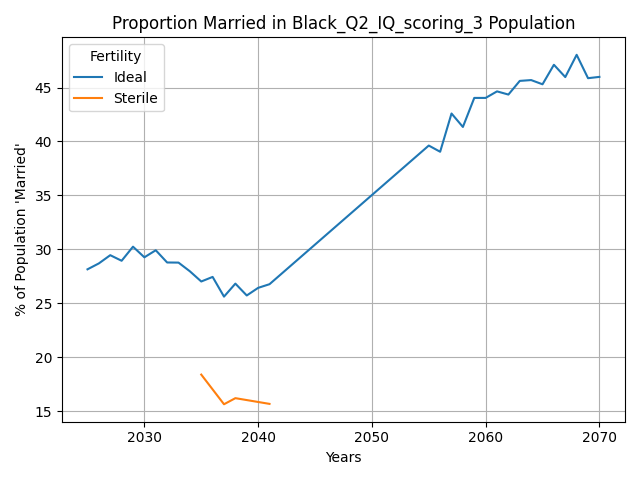 Proportion Married in Black_Q2_IQ_scoring_3 Population
Fertility
Ideal
Sterile
% of Population 'Married'
45
40
35
30
25
20
15
2030
2040
2050
2060
2070
Years